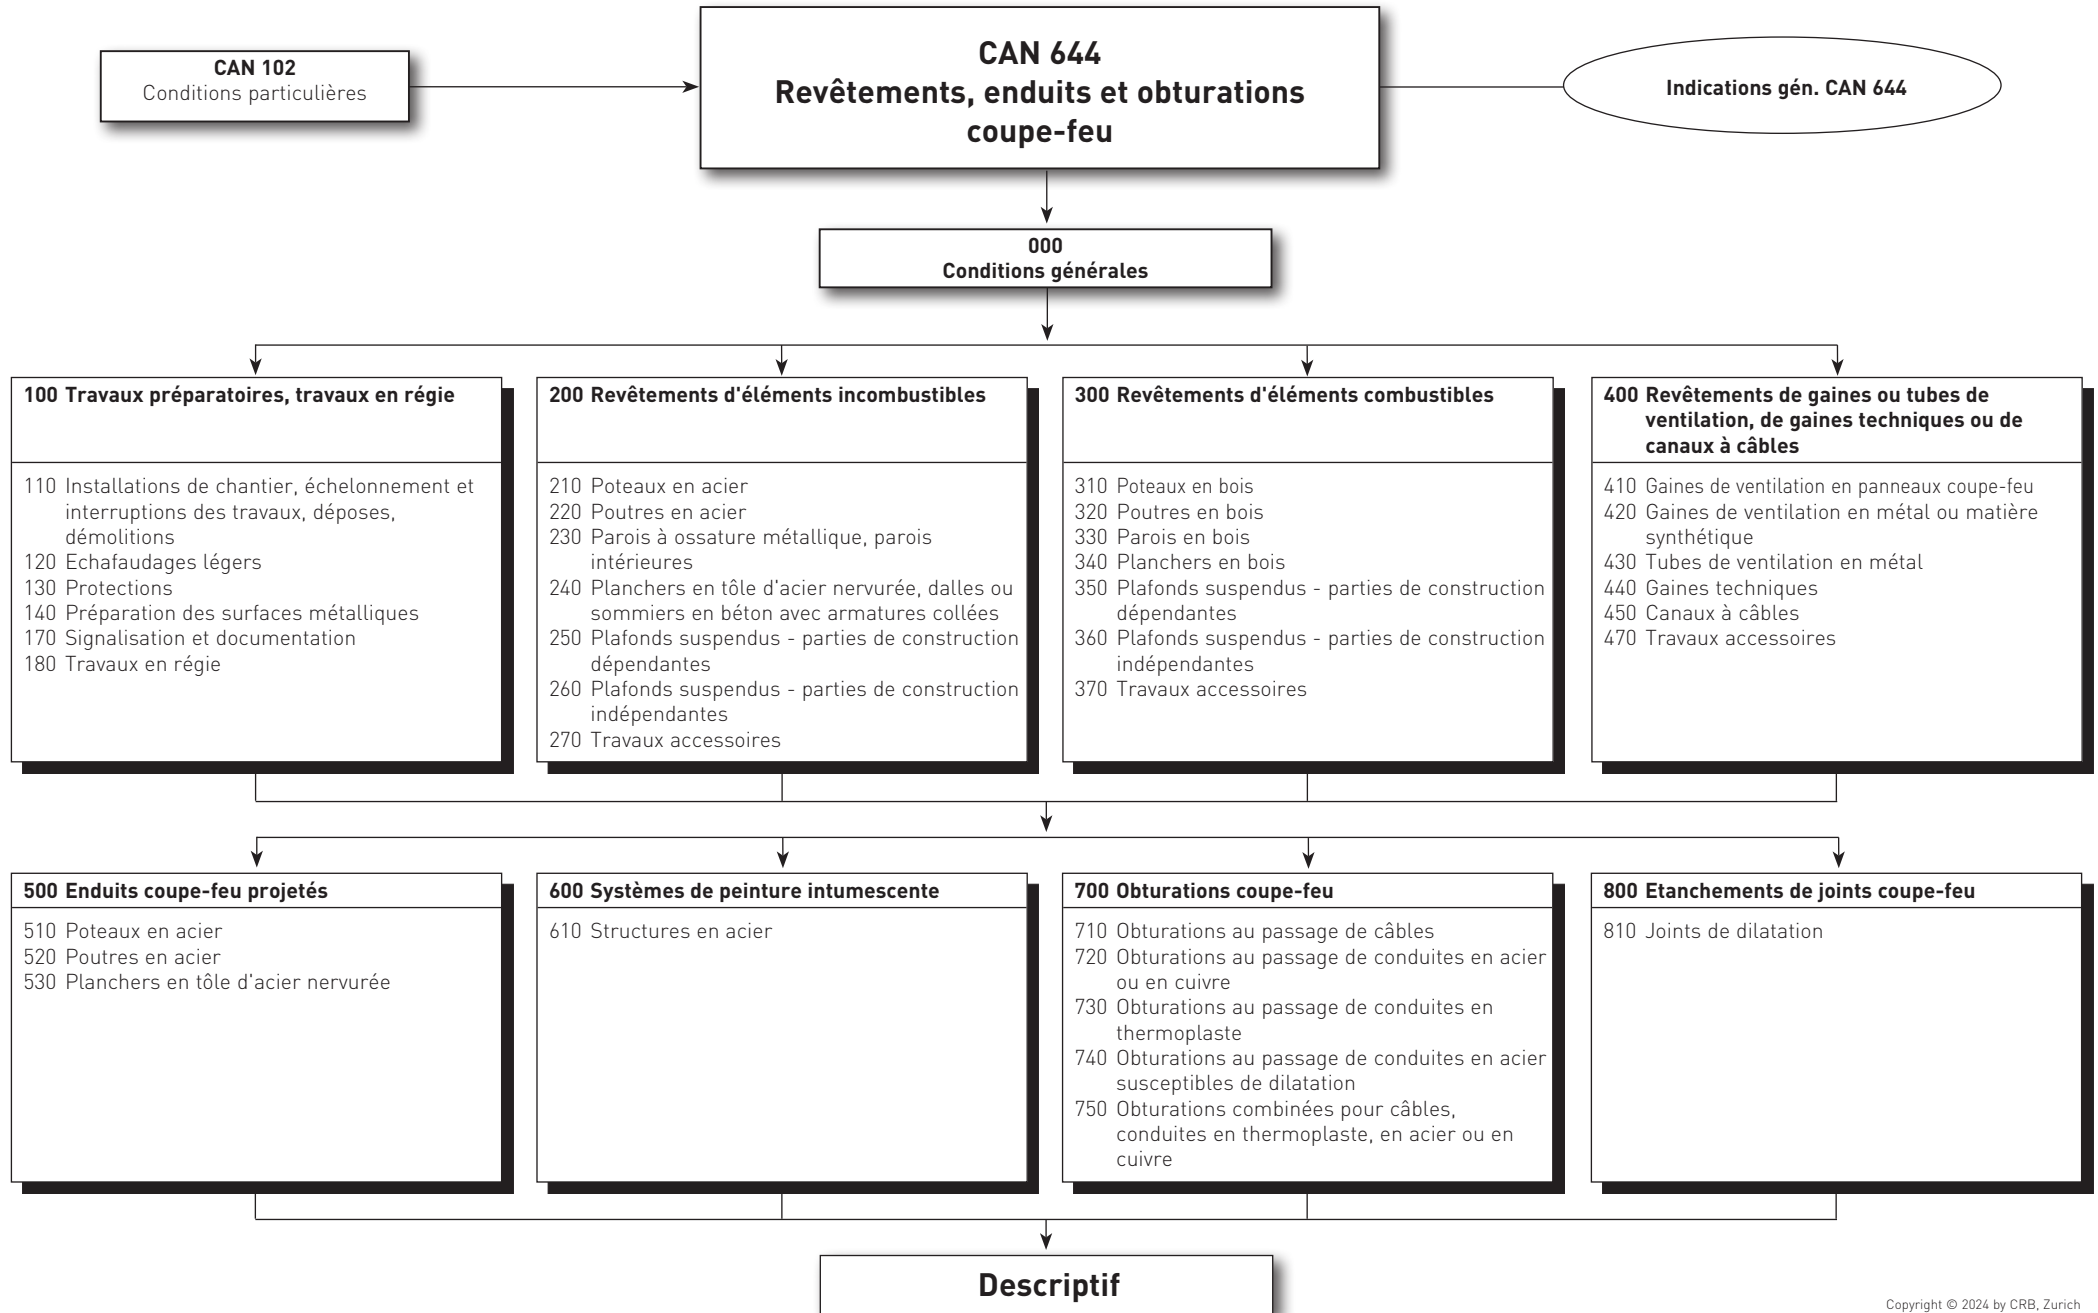 CAN 102
Conditions particulières
CAN 644
Revêtements, enduits et obturations
coupe-feu
Indications gén. CAN 644
000
Conditions générales
100 Travaux préparatoires, travaux en régie
110 Installations de chantier, échelonnement et
interruptions des travaux, déposes,
démolitions
120 Echafaudages légers
130 Protections
140 Préparation des surfaces métalliques
170 Signalisation et documentation
180 Travaux en régie
200 Revêtements d'éléments incombustibles
210 Poteaux en acier
220 Poutres en acier
230 Parois à ossature métallique, parois
intérieures
240 Planchers en tôle d'acier nervurée, dalles ou
sommiers en béton avec armatures collées
250 Plafonds suspendus - parties de construction
dépendantes
260 Plafonds suspendus - parties de construction
indépendantes
270 Travaux accessoires
300 Revêtements d'éléments combustibles
310 Poteaux en bois
320 Poutres en bois
330 Parois en bois
340 Planchers en bois
350 Plafonds suspendus - parties de construction
dépendantes
360 Plafonds suspendus - parties de construction
indépendantes
370 Travaux accessoires
400 Revêtements de gaines ou tubes de
ventilation, de gaines techniques ou de
canaux à câbles
410 Gaines de ventilation en panneaux coupe-feu
420 Gaines de ventilation en métal ou matière
synthétique
430 Tubes de ventilation en métal
440 Gaines techniques
450 Canaux à câbles
470 Travaux accessoires
500 Enduits coupe-feu projetés
510 Poteaux en acier
520 Poutres en acier
530 Planchers en tôle d'acier nervurée
600 Systèmes de peinture intumescente
610 Structures en acier
700 Obturations coupe-feu
710 Obturations au passage de câbles
720 Obturations au passage de conduites en acier
ou en cuivre
730 Obturations au passage de conduites en
thermoplaste
740 Obturations au passage de conduites en acier
susceptibles de dilatation
750 Obturations combinées pour câbles,
conduites en thermoplaste, en acier ou en
cuivre
800 Etanchements de joints coupe-feu
810 Joints de dilatation
Descriptif
Copyright © 2024 by CRB, Zurich